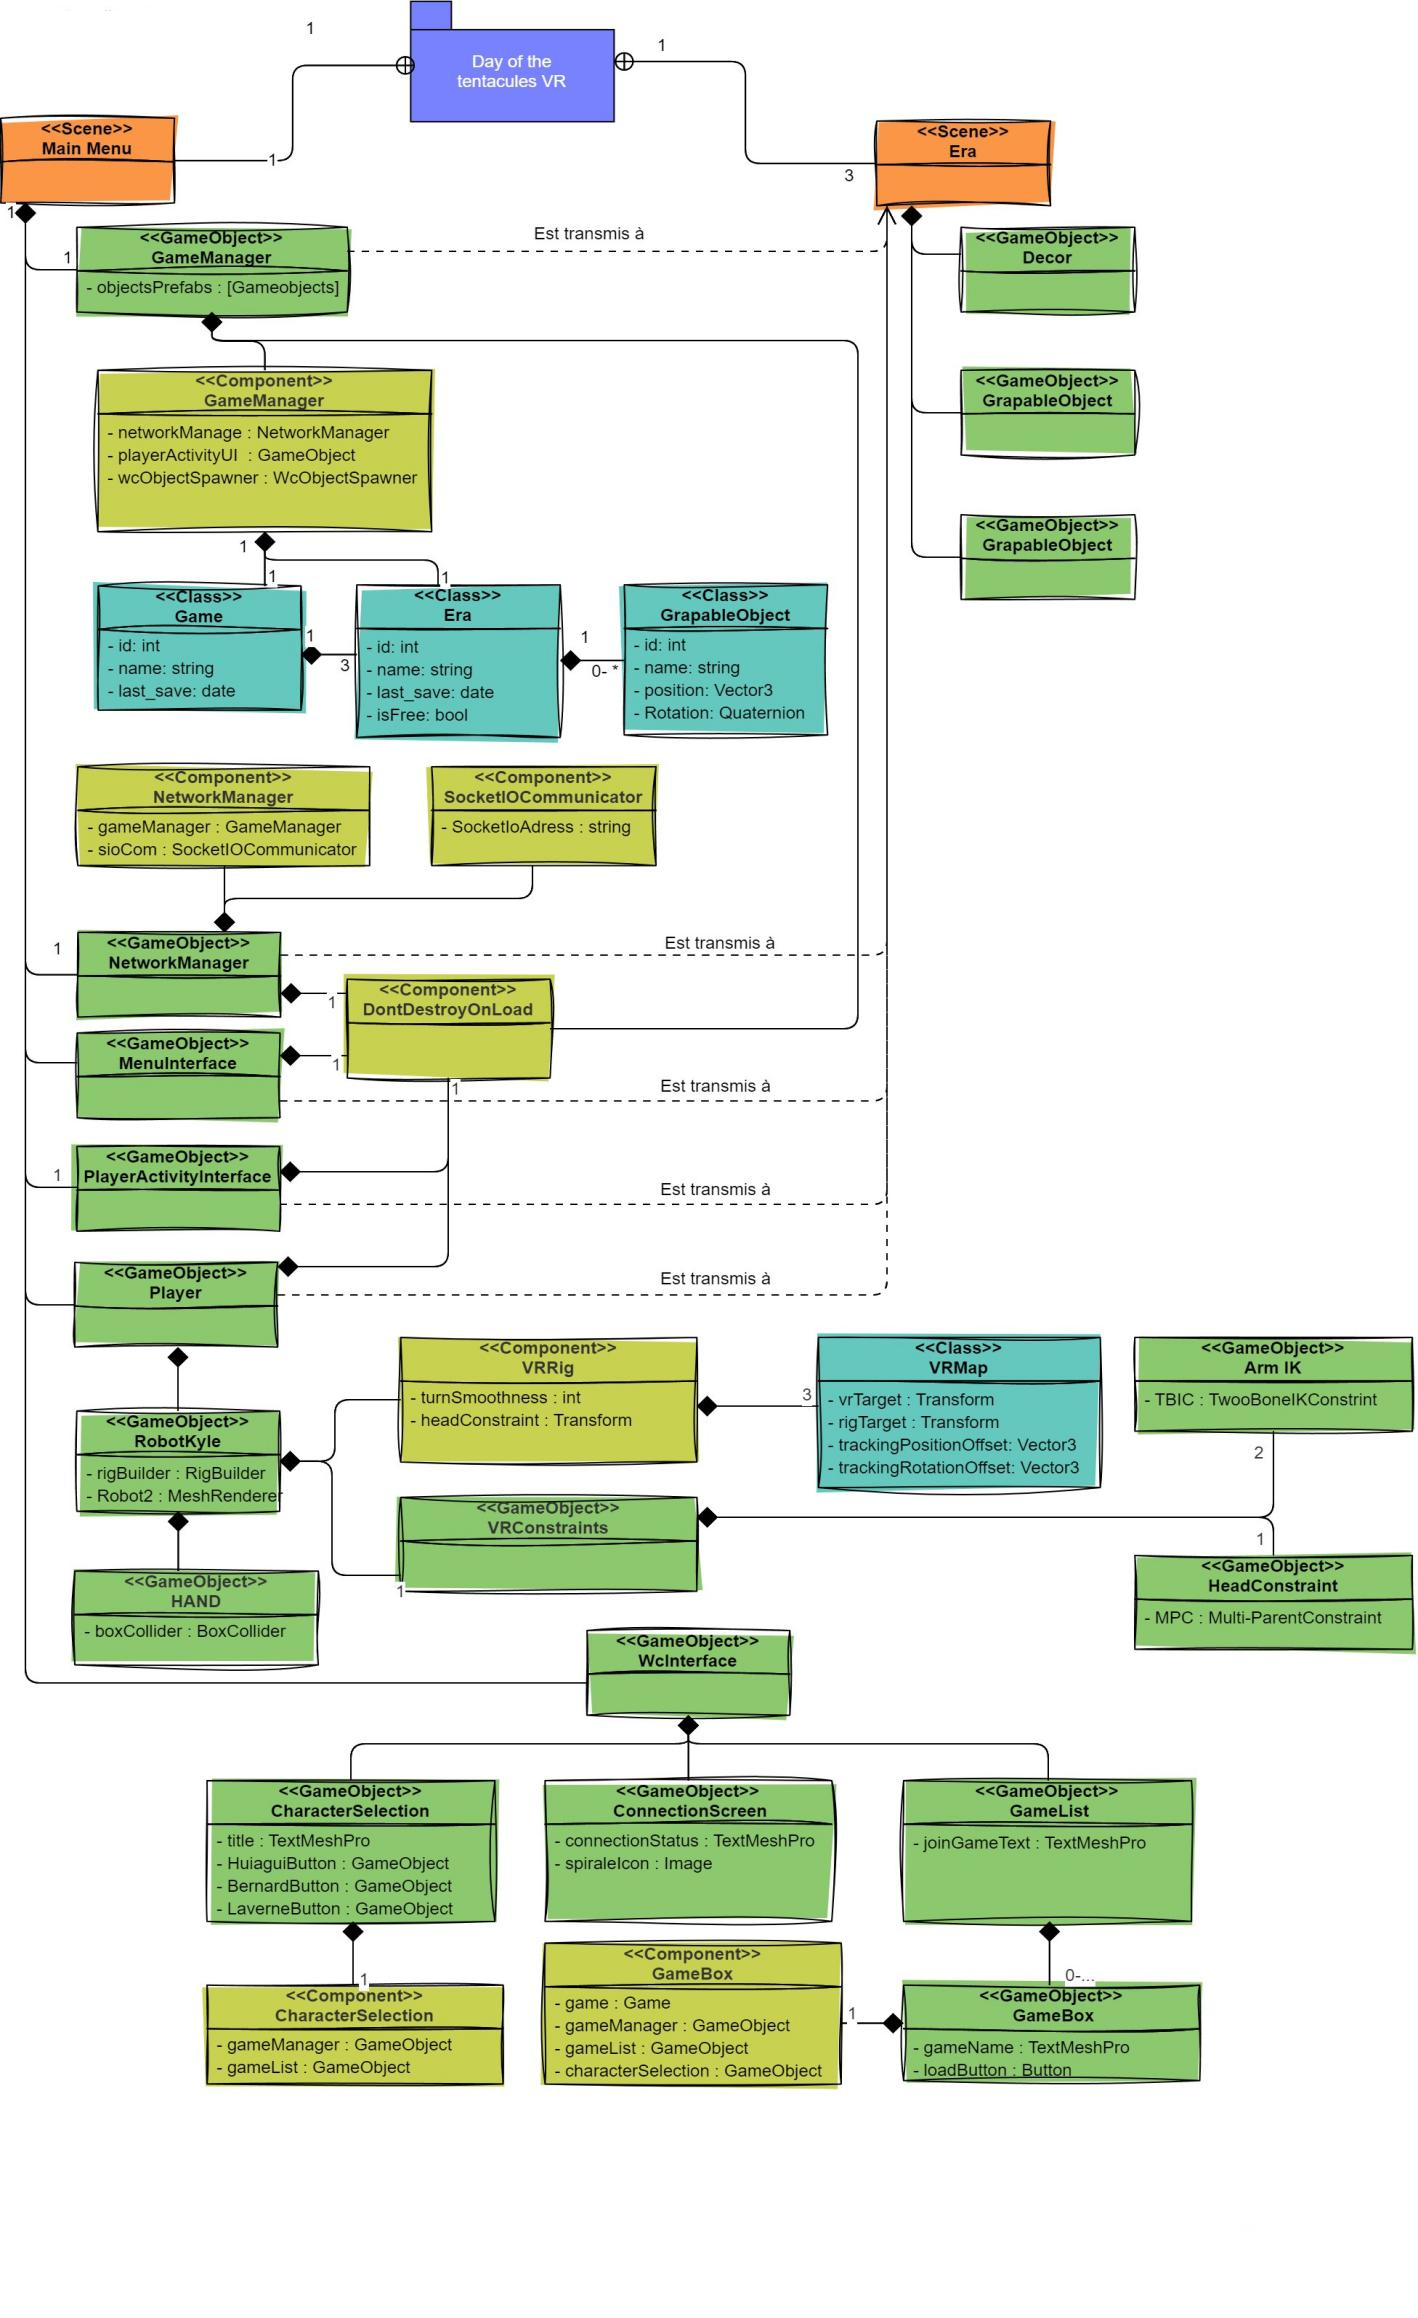 1
1
Day of the
tentacules VR
<<Scene>>
Main Menu
1
<<Scene>>
Era
3
1
<<GameObject>>
GameManager
- objectsPrefabs : [Gameobjects]
1
Est transmis à
<<GameObject>>
Decor
<<GameObject>>
GrapableObject
<<GameObject>>
GrapableObject
<<Component>>
GameManager
- networkManage : NetworkManager
- playerActivityUI : GameObject
- wcObjectSpawner : WcObjectSpawner
1
1
1
<<Class>>
Game
- id: int
- name: string
- last_save: date
1
3
<<Class>>
Era
- id: int
- name: string
- last_save: date
- isFree: bool
1
0- *
<<Class>>
GrapableObject
- id: int
- name: string
- position: Vector3
- Rotation: Quaternion
<<Component>>
NetworkManager
- gameManager : GameManager
- sioCom : SocketIOCommunicator
<<Component>>
SocketIOCommunicator
- SocketIoAdress : string
1
<<GameObject>>
NetworkManager
Est transmis à
1
<<Component>>
DontDestroyOnLoad
<<GameObject>>
MenuInterface
1
1
Est transmis à
1
<<GameObject>>
PlayerActivityInterface
Est transmis à
<<GameObject>>
Player
Est transmis à
<<Component>>
VRRig
- turnSmoothness : int
- headConstraint : Transform
3
<<Class>>
VRMap
- vrTarget : Transform
- rigTarget : Transform
- trackingPositionOffset: Vector3
- trackingRotationOffset: Vector3
<<GameObject>>
Arm IK
- TBIC : TwooBoneIKConstrint
2
<<GameObject>>
RobotKyle
- rigBuilder : RigBuilder
- Robot2 : MeshRenderer
<<GameObject>>
VRConstraints
1
1
<<GameObject>>
HeadConstraint
- MPC : Multi-ParentConstraint
<<GameObject>>
HAND
- boxCollider : BoxCollider
<<GameObject>>
WcInterface
<<GameObject>>
CharacterSelection
- title : TextMeshPro
- HuiaguiButton : GameObject
- BernardButton : GameObject
- LaverneButton : GameObject
<<GameObject>>
ConnectionScreen
- connectionStatus : TextMeshPro
- spiraleIcon : Image
<<GameObject>>
GameList
- joinGameText : TextMeshPro
1
<<Component>>
CharacterSelection
- gameManager : GameObject
- gameList : GameObject
<<Component>>
GameBox
- game : Game
- gameManager : GameObject
- gameList : GameObject
- characterSelection : GameObject
1
0-...
<<GameObject>>
GameBox
- gameName : TextMeshPro
- loadButton : Button